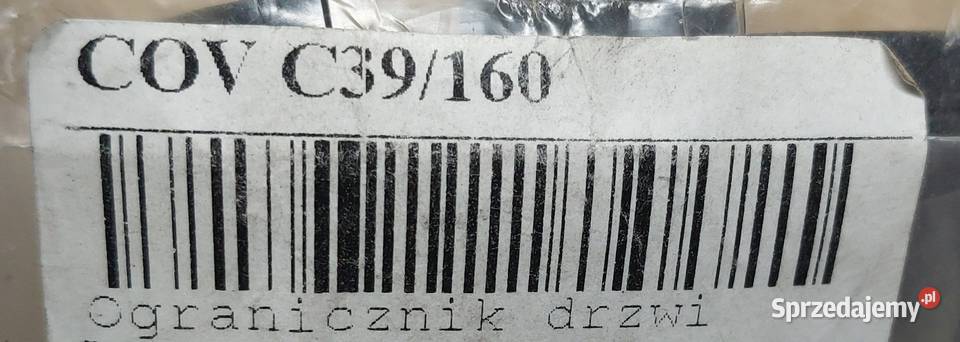 COV C39/160
Ogranicznik drzwi
Sprzedajemy.pl